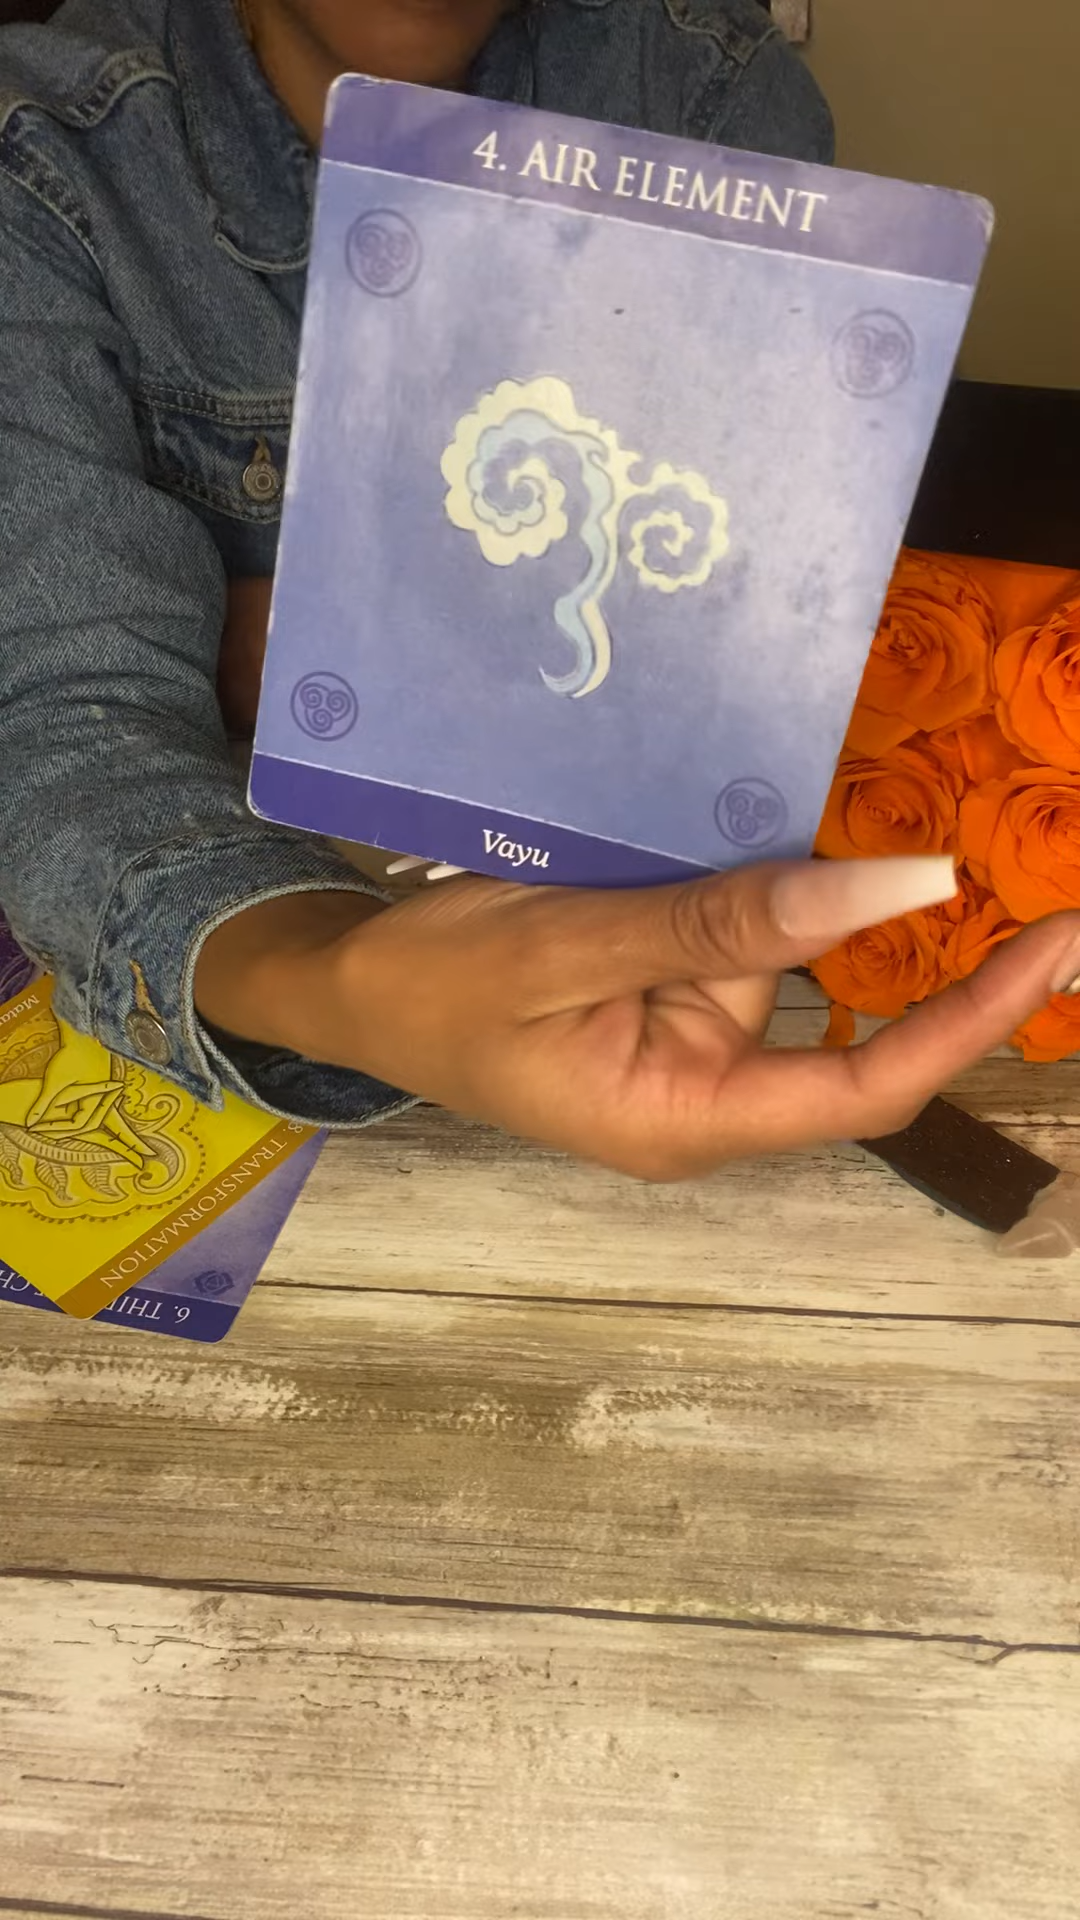 4. AIR ELEMENT
Vayu
8. TRANSFORMATION